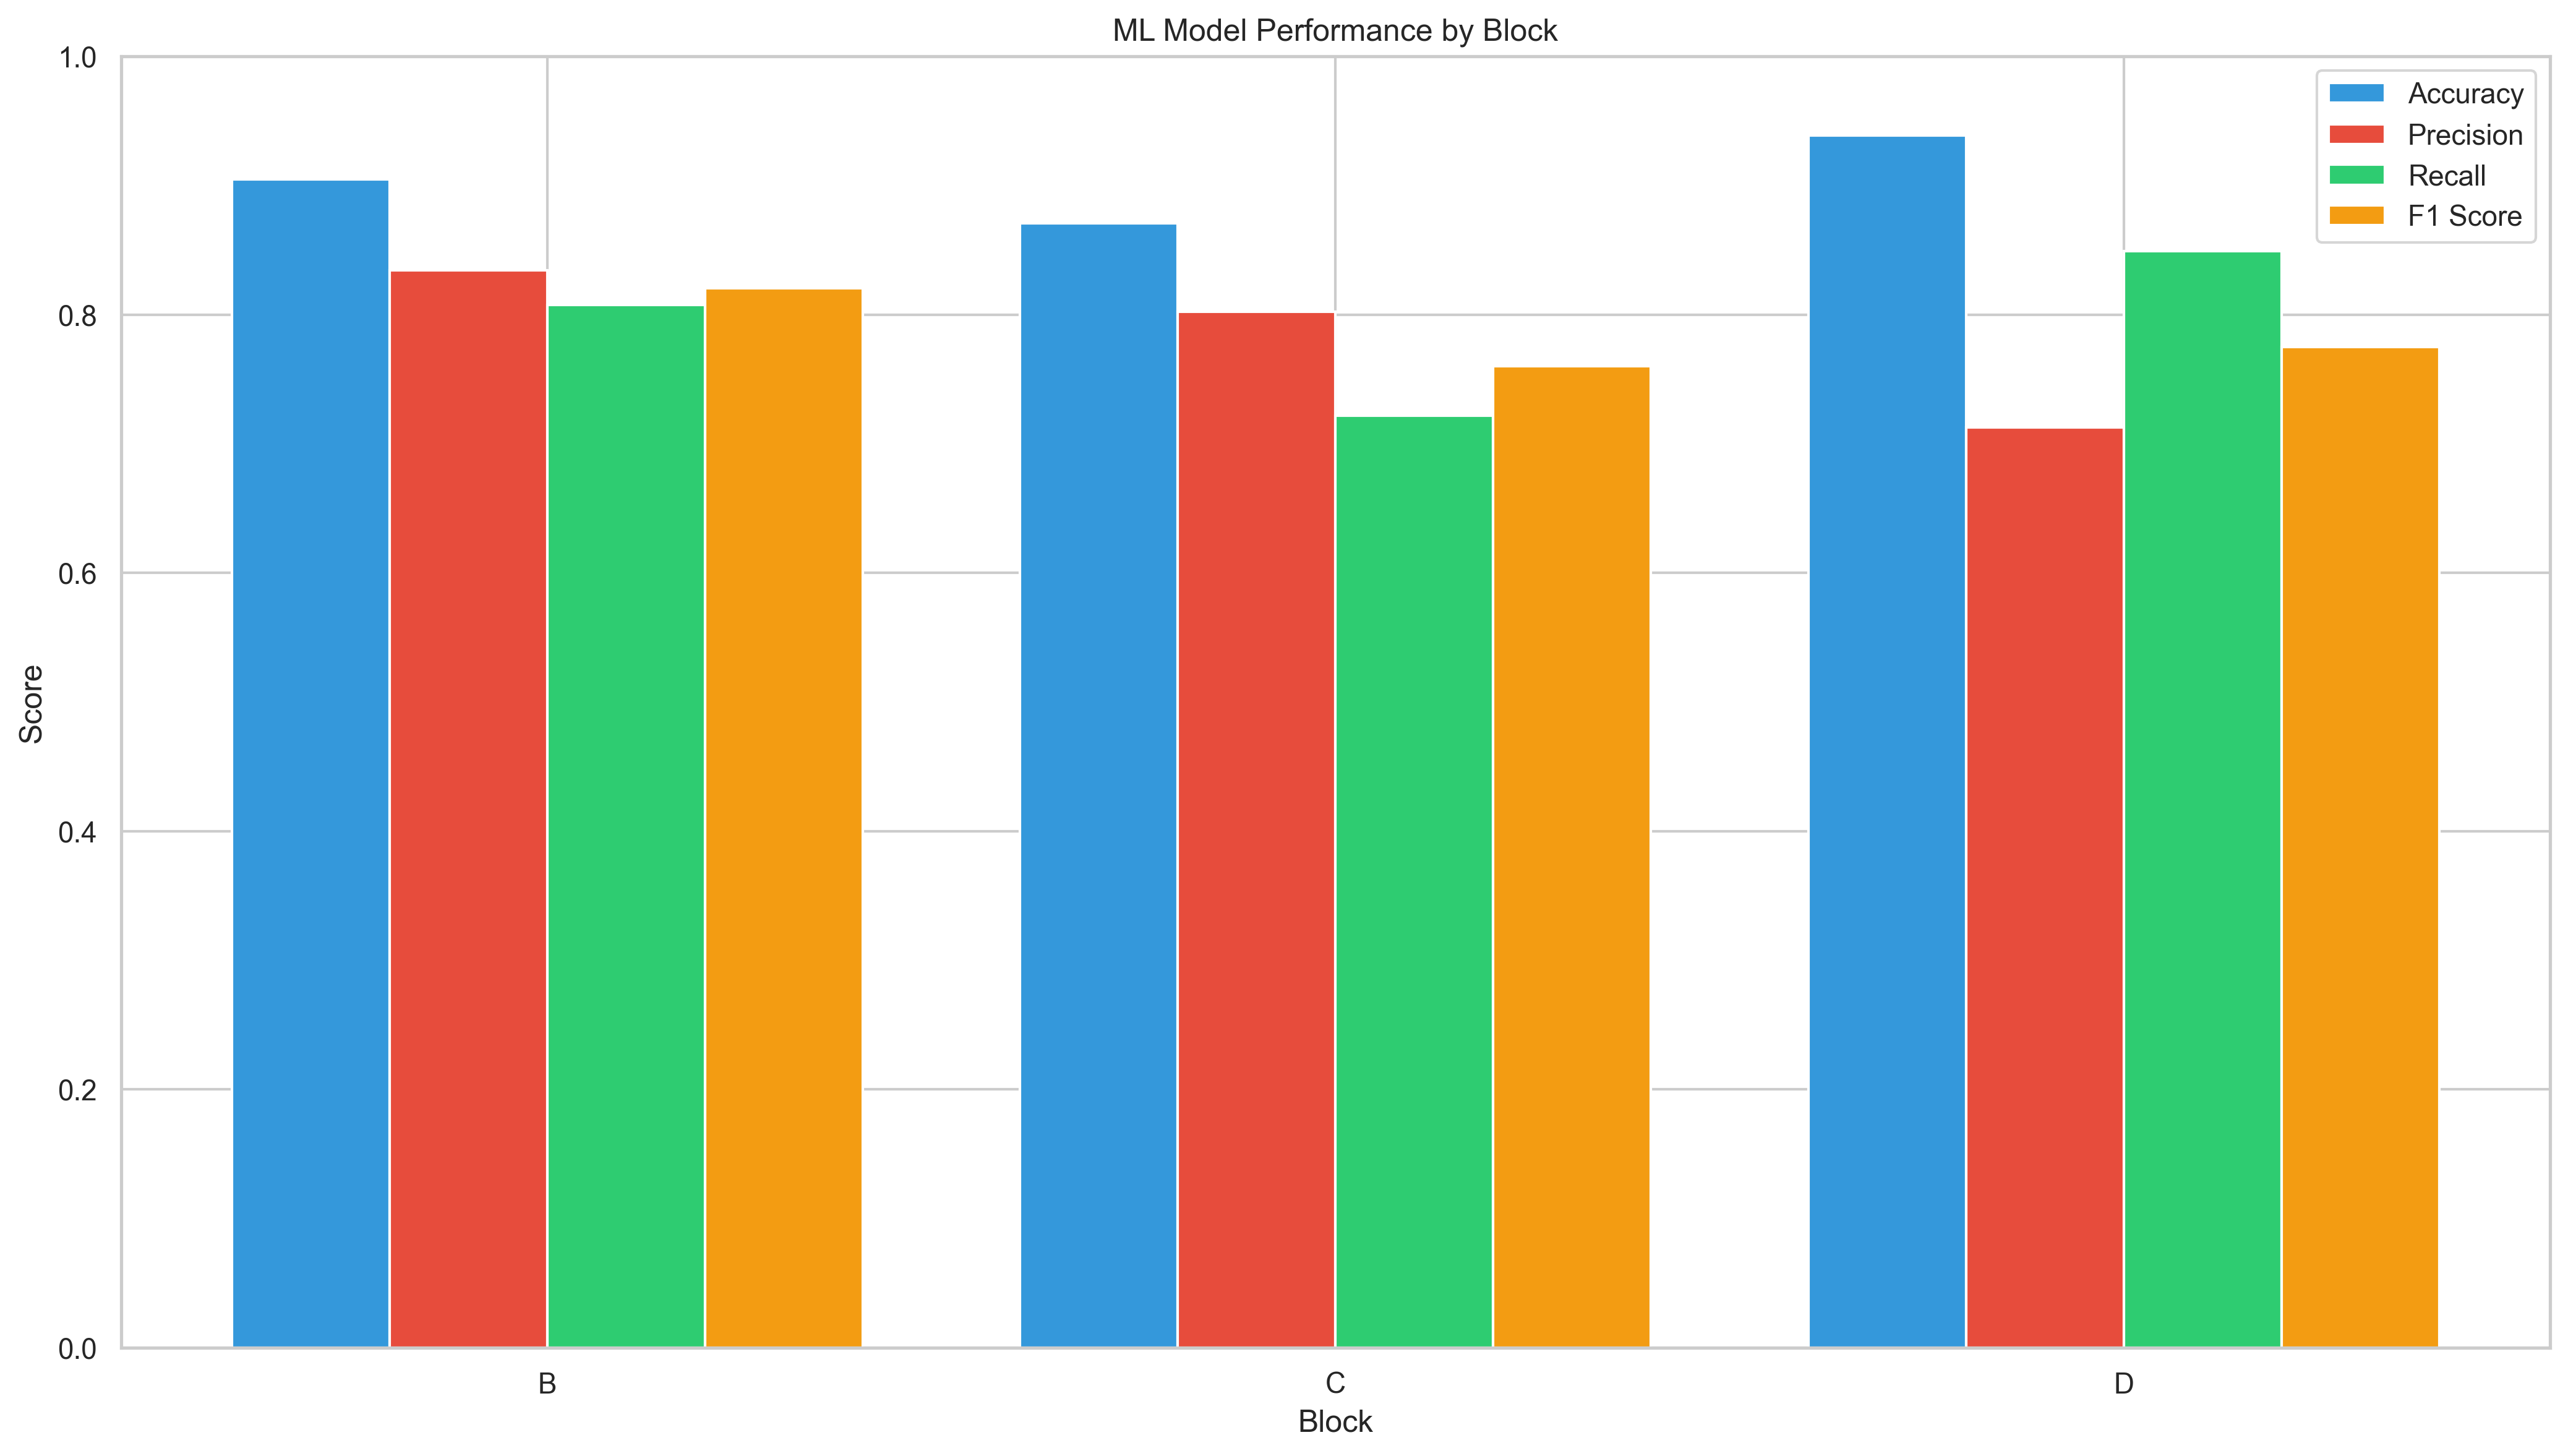 ML Model Performance by Block
1.0
0.8
0.6
0.4
0.2
0.0
Score
Accuracy
Precision
Recall
F1 Score
B
C
D
Block